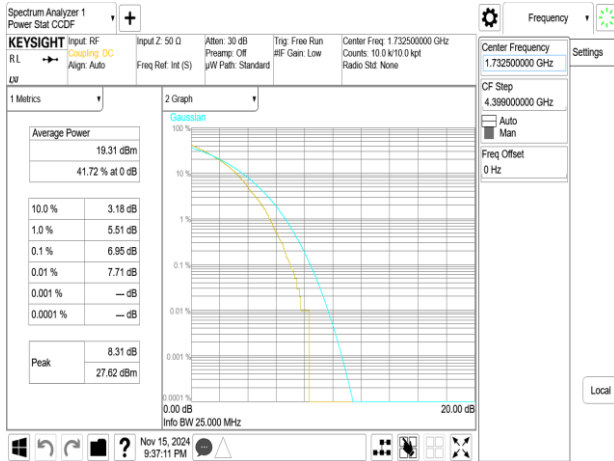 Spectrum Analyzer 1
Power Stat CCDF
Frequency
KEYSIGHT
RL
LXI
Input: RF
Coupling: DC
Align: Auto
Input Z: 50 Ω
Freq Ref: Int (S)
Atten: 30 dB
Preamp: Off
µW Path: Standard
Trig: Free Run
#IF Gain: Low
Center Freq: 1.732500000 GHz
Counts: 10.0 k/10.0 kpt
Radio Std: None
Center Frequency
1.732500000 GHz
Settings
CF Step
4.399000000 GHz
Auto
Man
Freq Offset
0 Hz
1 Metrics
2 Graph
Average Power
19.31 dBm
41.72 % at 0 dB
10.0 % 3.18 dB
1.0 % 5.51 dB
0.1 % 6.95 dB
0.01 % 7.71 dB
0.001 % --- dB
0.0001 % --- dB
Peak 8.31 dB
27.62 dBm
Gaussian
100 %
10 %
1 %
0.1 %
0.01 %
0.001 %
0.0001 %
0.00 dB 20.00 dB
Info BW 25.000 MHz
Local
?
Nov 15, 2024
9:37:11 PM